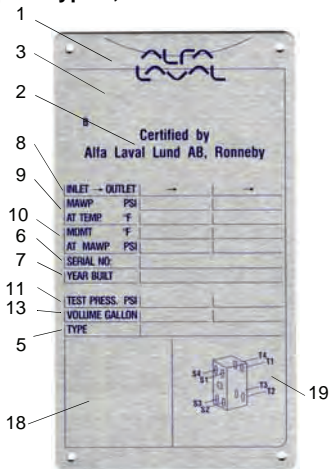 1
3
ALFA
LAVAL
2
B
Certified by
Alfa Laval Lund AB, Ronneby
8
INLET → OUTLET → →
9
MAWP PSI
AT TEMP. °F
10
MDMT °F
6
AT MAWP PSI
SERIAL NO:
7
YEAR BUILT
11
TEST PRESS. PSI
13
VOLUME GALLON
5
TYPE
18
S4
S1
T4
T1
S3
S2
T3
T2
19